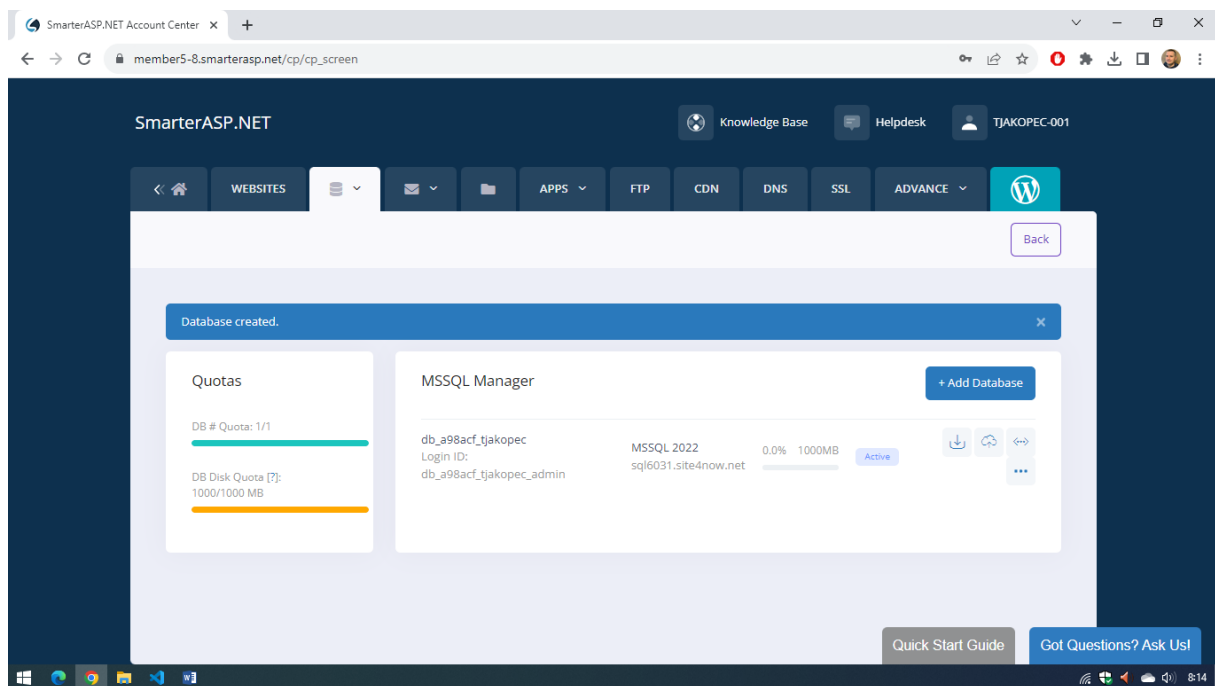 SmarterASP.NET Account Center
member5-8.smarterasp.net/cp/cp_screen
SmarterASP.NET
Knowledge Base
Helpdesk
TJAKOPEC-001
WEBSITES
APPS
FTP
CDN
DNS
SSL
ADVANCE
Back
Database created.
Quotas
DB # Quota: 1/1
DB Disk Quota [?]:
1000/1000 MB
MSSQL Manager
+ Add Database
db_a98acf_tjakopec
Login ID:
db_a98acf_tjakopec_admin
MSSQL 2022
sql6031.site4now.net
0.0% 1000MB
Active
Quick Start Guide
Got Questions? Ask Us!
8:14